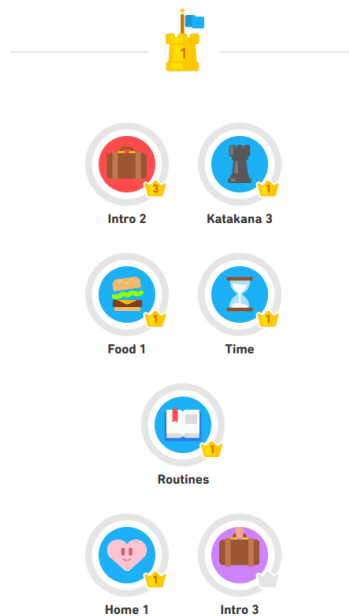 1
3
1
Intro 2
Katakana 3
1
1
Food 1
Time
1
Routines
1
Home 1
Intro 3